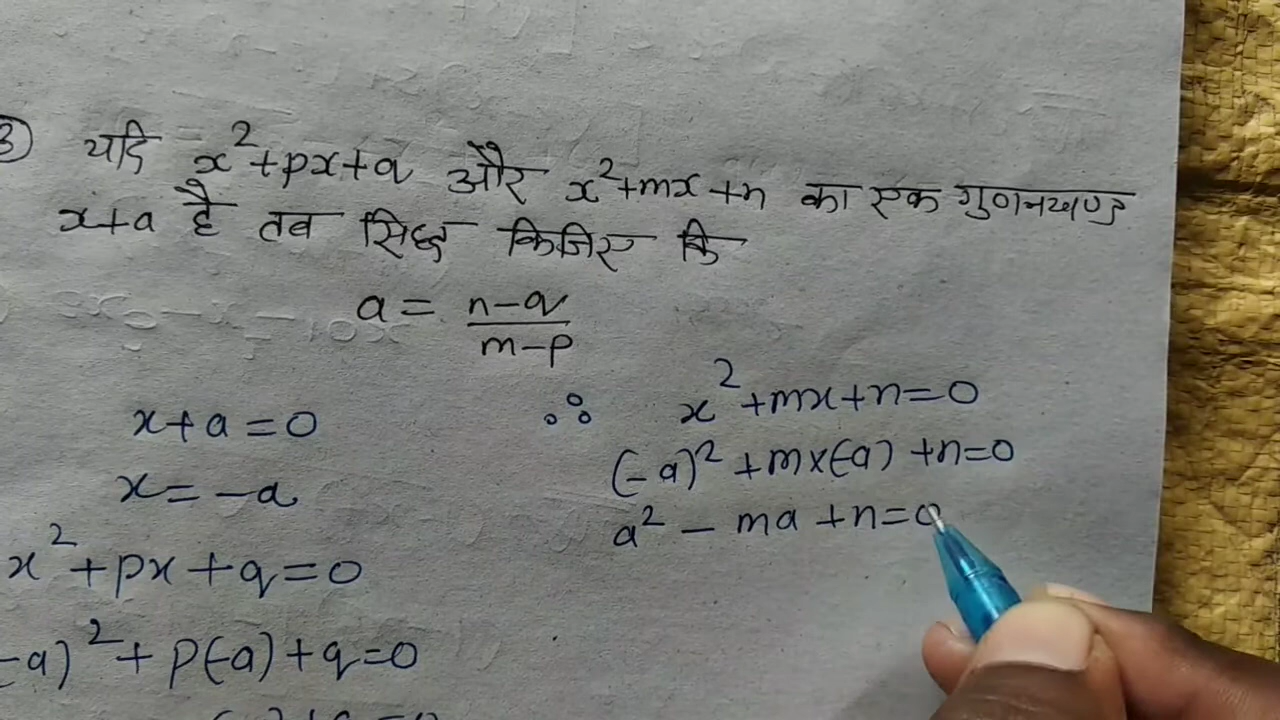 3) यदि x²+px+q और x²+mx+n का एक गुणनखण्ड
x+a है तब सिद्ध किजिए कि
a = n-q / m-p
x+a=0
x=-a
x²+px+q=0
-a)²+p(-a)+q=0
∴ x²+mx+n=0
(-a)²+m×(-a)+n=0
a²-ma+n=0